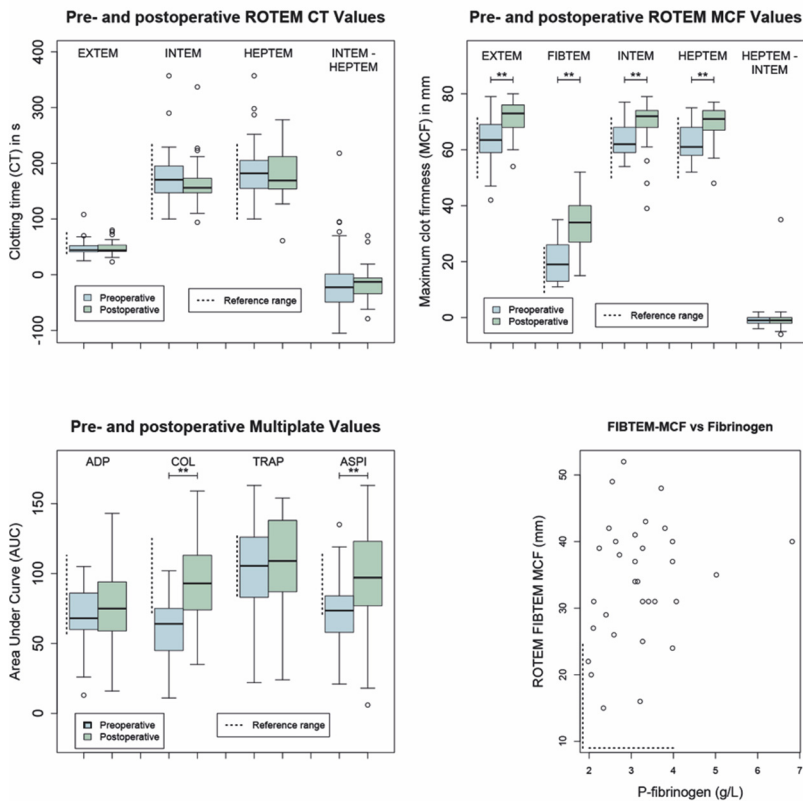 Pre- and postoperative ROTEM CT Values
EXTEM INTEM HEPTEM INTEM -
HEPTEM
Clotting time (CT) in s
400
300
200
100
0
-100
Preoperative
Postoperative
Reference range
Pre- and postoperative ROTEM MCF Values
EXTEM FIBTEM INTEM HEPTEM HEPTEM -
INTEM
** ** ** **
Maximum clot firmness (MCF) in mm
80
60
40
20
0
Preoperative
Postoperative
Reference range
Pre- and postoperative Multiplate Values
ADP COL TRAP ASPI
** **
Area Under Curve (AUC)
150
100
50
0
Preoperative
Postoperative
Reference range
FIBTEM-MCF vs Fibrinogen
ROTEM FIBTEM MCF (mm)
50
40
30
20
10
2 3 4 5 6 7
P-fibrinogen (g/L)